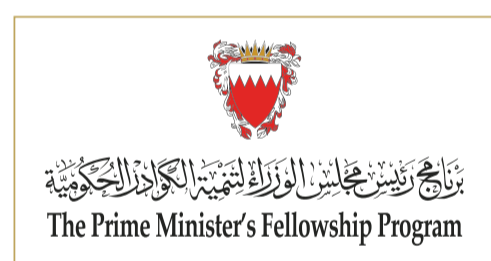 برنامج رئيس مجلس الوزراء لتنمية الكوادر الحكومية
The Prime Minister's Fellowship Program